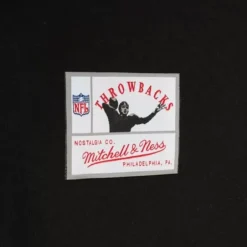 THROWBACKS
NFL
NOSTALGIA CO.
Mitchell & Ness
PHILADELPHIA, PA.